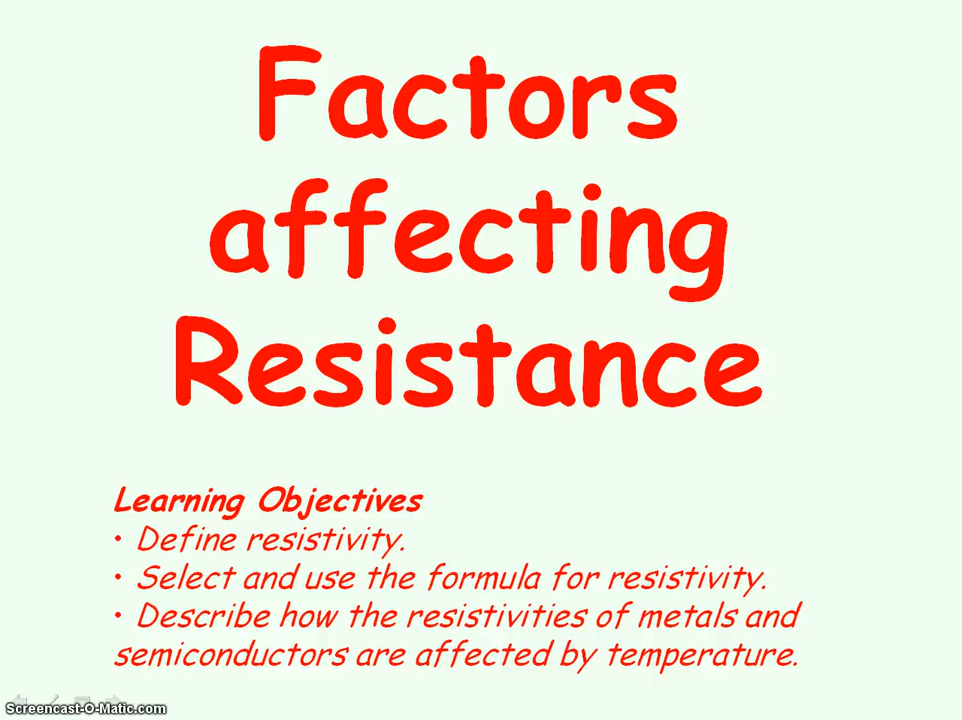 Factors
affecting
Resistance
Learning Objectives
• Define resistivity.
• Select and use the formula for resistivity.
• Describe how the resistivities of metals and
semiconductors are affected by temperature.
Screencast-O-Matic.com